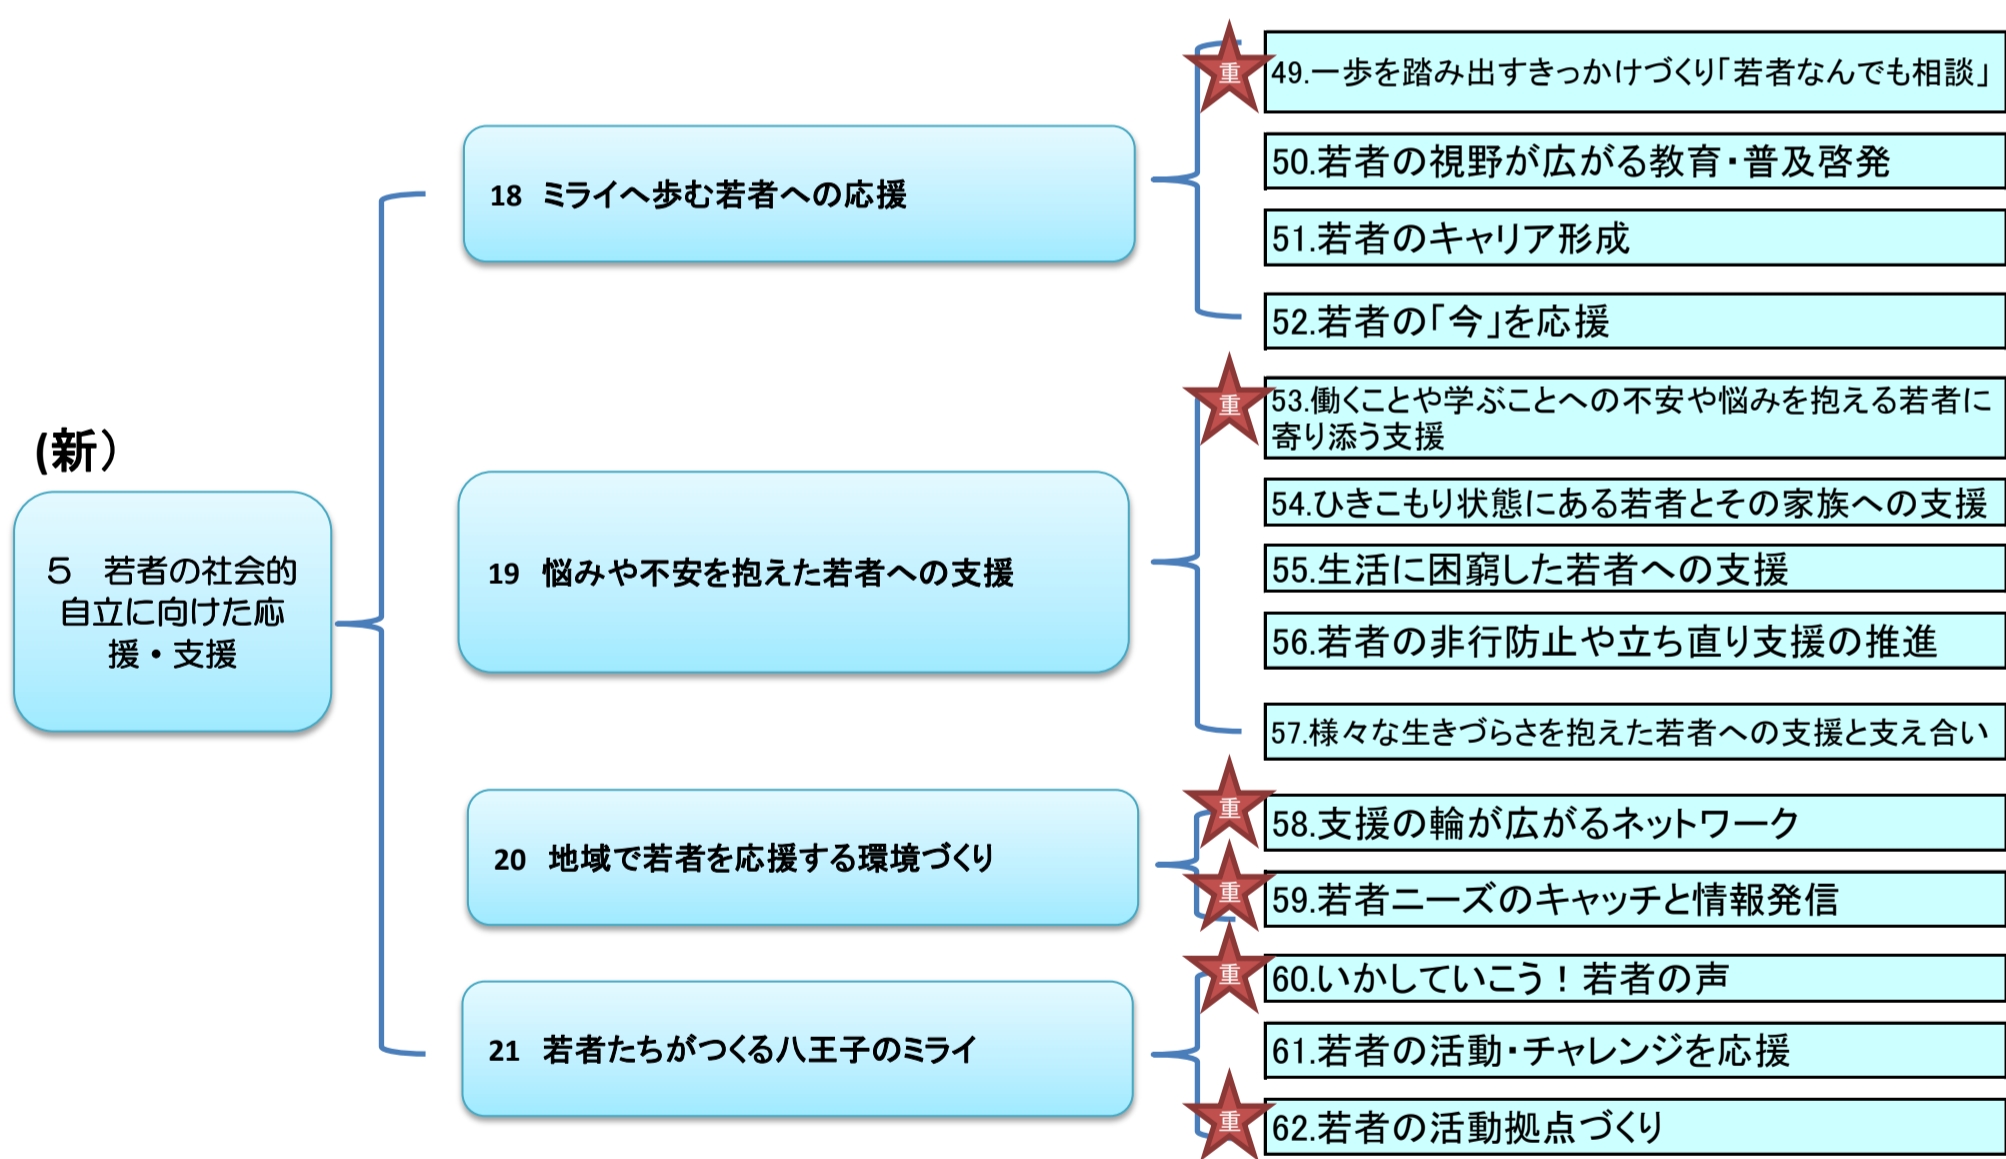 (新）
5　若者の社会的
自立に向けた応
援・支援
18 ミライへ歩む若者への応援
重
49.一歩を踏み出すきっかけづくり「若者なんでも相談」
50.若者の視野が広がる教育・普及啓発
51.若者のキャリア形成
52.若者の「今」を応援
19 悩みや不安を抱えた若者への支援
重
53.働くことや学ぶことへの不安や悩みを抱える若者に
寄り添う支援
54.ひきこもり状態にある若者とその家族への支援
55.生活に困窮した若者への支援
56.若者の非行防止や立ち直り支援の推進
57.様々な生きづらさを抱えた若者への支援と支え合い
20 地域で若者を応援する環境づくり
重
58.支援の輪が広がるネットワーク
重
59.若者ニーズのキャッチと情報発信
21 若者たちがつくる八王子のミライ
重
60.いかしていこう！若者の声
61.若者の活動・チャレンジを応援
重
62.若者の活動拠点づくり